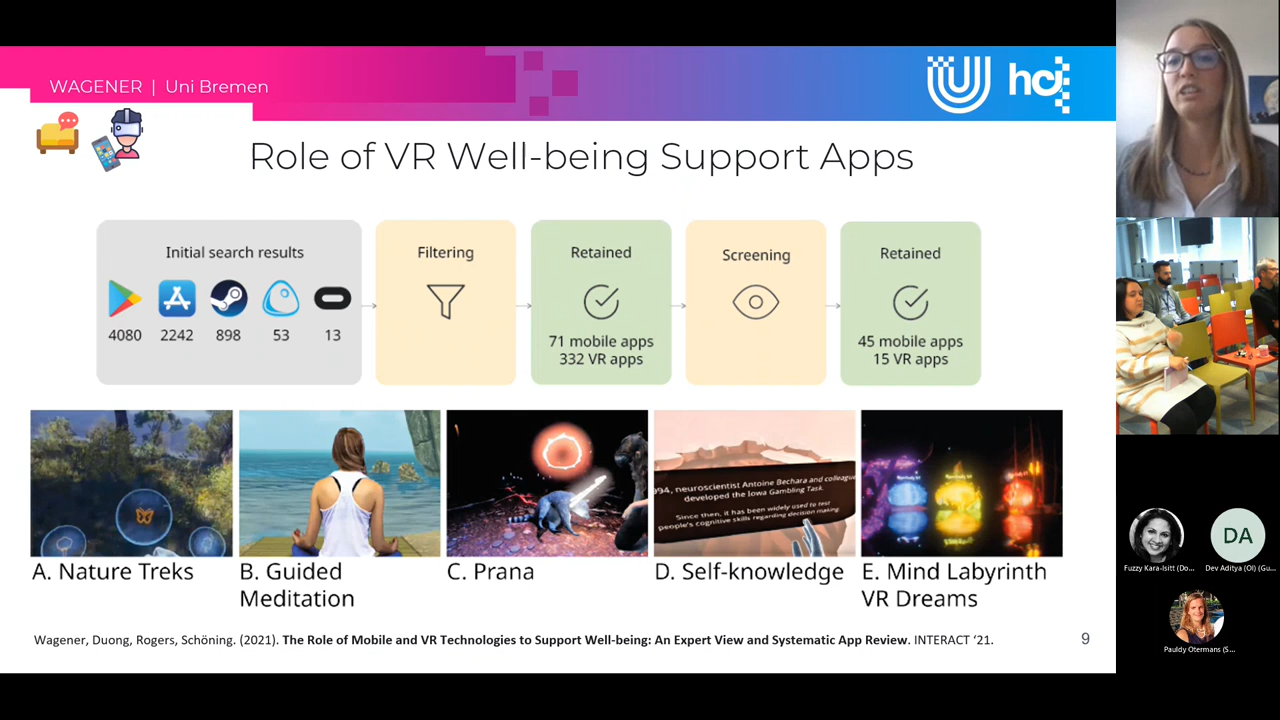 WAGENER | Uni Bremen
hcj
Role of VR Well-being Support Apps
Initial search results
4080
2242
898
53
13
Filtering
Retained
71 mobile apps
332 VR apps
Screening
Retained
45 mobile apps
15 VR apps
994, neuroscientist Antoine Bechara and colleague
developed the Iowa Gambling Task.
Since then, it has been widely used to test
people's cognitive skills regarding decision making.
A. Nature Treks
B. Guided
Meditation
C. Prana
D. Self-knowledge
E. Mind Labyrinth
VR Dreams
Wagener, Duong, Rogers, Schöning. (2021). The Role of Mobile and VR Technologies to Support Well-being: An Expert View and Systematic App Review. INTERACT ‘21.
9
DA
Fuzzy Kara-Isitt (Do...
Dev Aditya (OI) (Gu...
Pauldy Otermans (S...